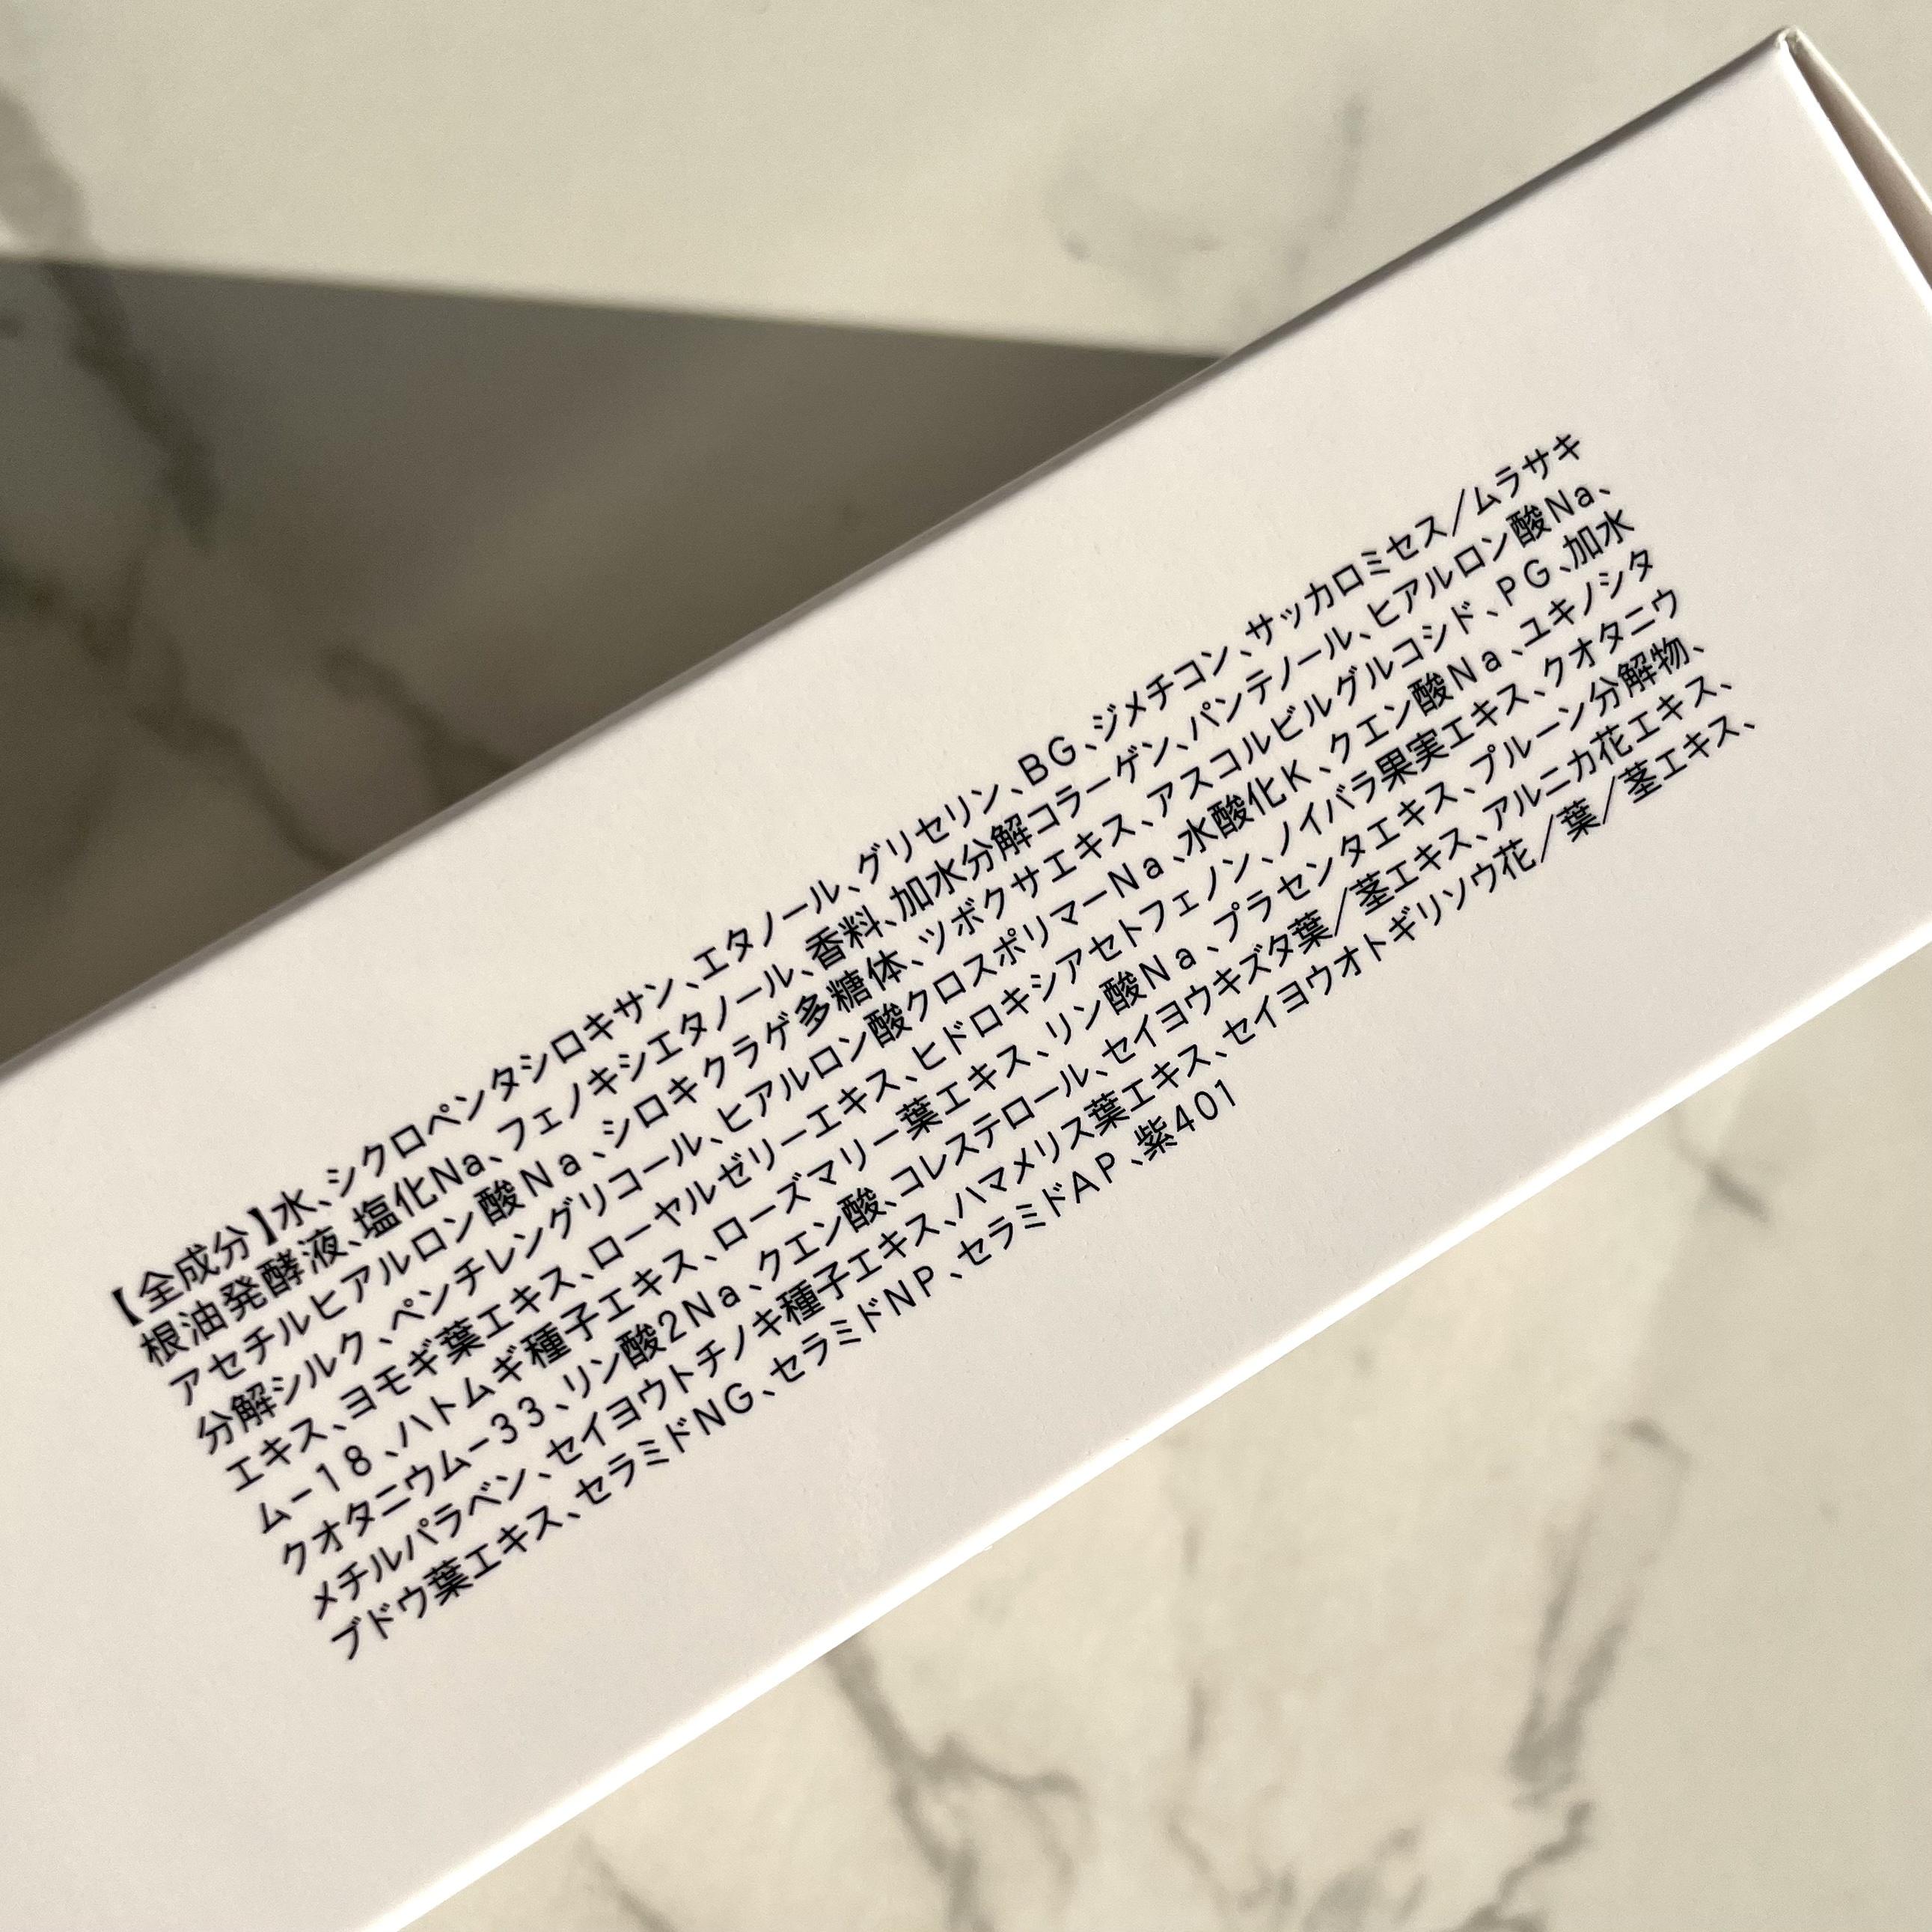 【全成分】水、シクロペンタシロキサン、エタノール、グリセリン、BG、ジメチコン、サッカロミセス／ムラサキ
根油発酵液、塩化Na、フェノキシエタノール、香料、加水分解コラーゲン、パンテノール、ヒアルロン酸Na、
アセチルヒアルロン酸Na、シロキクラゲ多糖体、ツボクサエキス、アスコルビルグルコシド、PG、加水
分解シルク、ペンチレングリコール、ヒアルロン酸クロスポリマーNa、水酸化K、クエン酸Na、ユキノシタ
エキス、ヨモギ葉エキス、ローヤルゼリーエキス、ヒドロキシアセトフェノン、ノイバラ果実エキス、クオタニウ
ム－18、ハトムギ種子エキス、ローズマリー葉エキス、リン酸Na、プラセンタエキス、プルーン分解物、
クオタニウム－33、リン酸2Na、クエン酸、コレステロール、セイヨウキズタ葉／茎エキス、アルニカ花エキス、
メチルパラベン、セイヨウトチノキ種子エキス、ハマメリス葉エキス、セイヨウオトギリソウ花／葉／茎エキス、
ブドウ葉エキス、セラミドNG、セラミドNP、セラミドAP、紫401